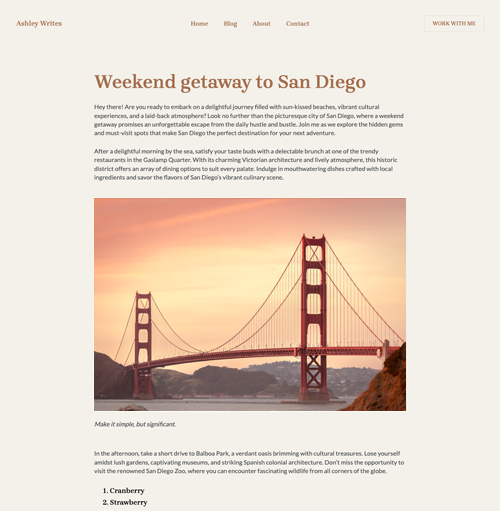 Ashley Writes
Home Blog About Contact
WORK WITH ME
Weekend getaway to San Diego
Hey there! Are you ready to embark on a delightful journey filled with sun-kissed beaches, vibrant cultural
experiences, and a laid-back atmosphere? Look no further than the picturesque city of San Diego, where a weekend
getaway promises an unforgettable escape from the daily hustle and bustle. Join me as we explore the hidden gems
and must-visit spots that make San Diego the perfect destination for your next adventure.
After a delightful morning by the sea, satisfy your taste buds with a delectable brunch at one of the trendy
restaurants in the Gaslamp Quarter. With its charming Victorian architecture and lively atmosphere, this historic
district offers an array of dining options to suit every palate. Indulge in mouthwatering dishes crafted with local
ingredients and savor the flavors of San Diego's vibrant culinary scene.
Make it simple, but significant.
In the afternoon, take a short drive to Balboa Park, a verdant oasis brimming with cultural treasures. Lose yourself
amidst lush gardens, captivating museums, and striking Spanish colonial architecture. Don't miss the opportunity to
visit the renowned San Diego Zoo, where you can encounter fascinating wildlife from all corners of the globe.
1. Cranberry
2. Strawberry